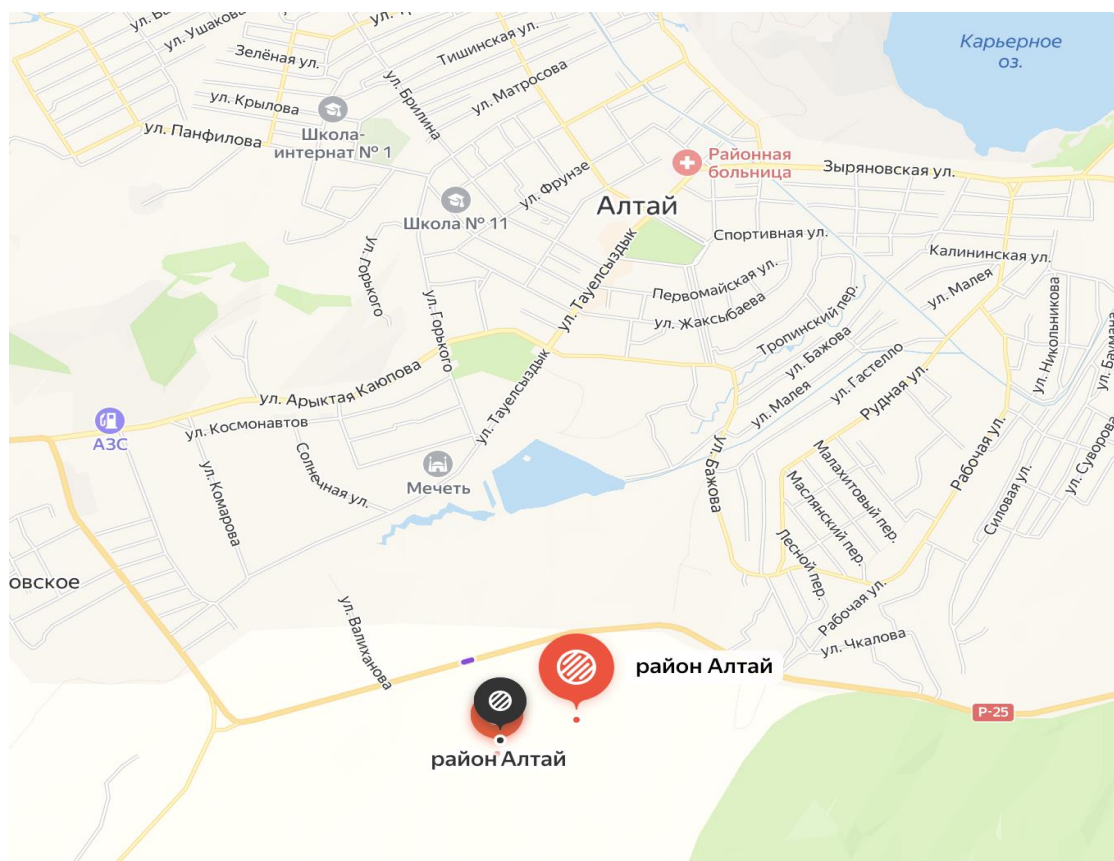 ул. Ушакова
Зелёная ул.
Тишинская ул.
ул. Матросова
ул. Брилина
ул. Крылова
ул. Панфилова
Школа-
интернат № 1
Карьерное
оз.
Районная
больница
Зыряновская ул.
ул. Фрунзе
Алтай
Школа № 11
Спортивная ул.
Калининская ул.
ул. Горького
ул. Горького
ул. Тауелсыздык
Первомайская ул.
ул. Жаксыбаева
ул. Малея
Тропинский пер.
ул. Бажова
ул. Гастелло
ул. Никольникова
ул. Баумана
ул. Арыктая Каюпова
ул. Малея
Рудная ул.
АЗС
ул. Космонавтов
ул. Тауелсыздык
Солнечная ул.
ул. Комарова
Мечеть
ул. Бажова
Малахитовый пер.
Маслянский пер.
Рабочая ул.
Силовая ул.
ул. Суворова
Лесной пер.
овское
ул. Валиханова
Рабочая ул.
ул. Чкалова
район Алтай
Р-25
район Алтай